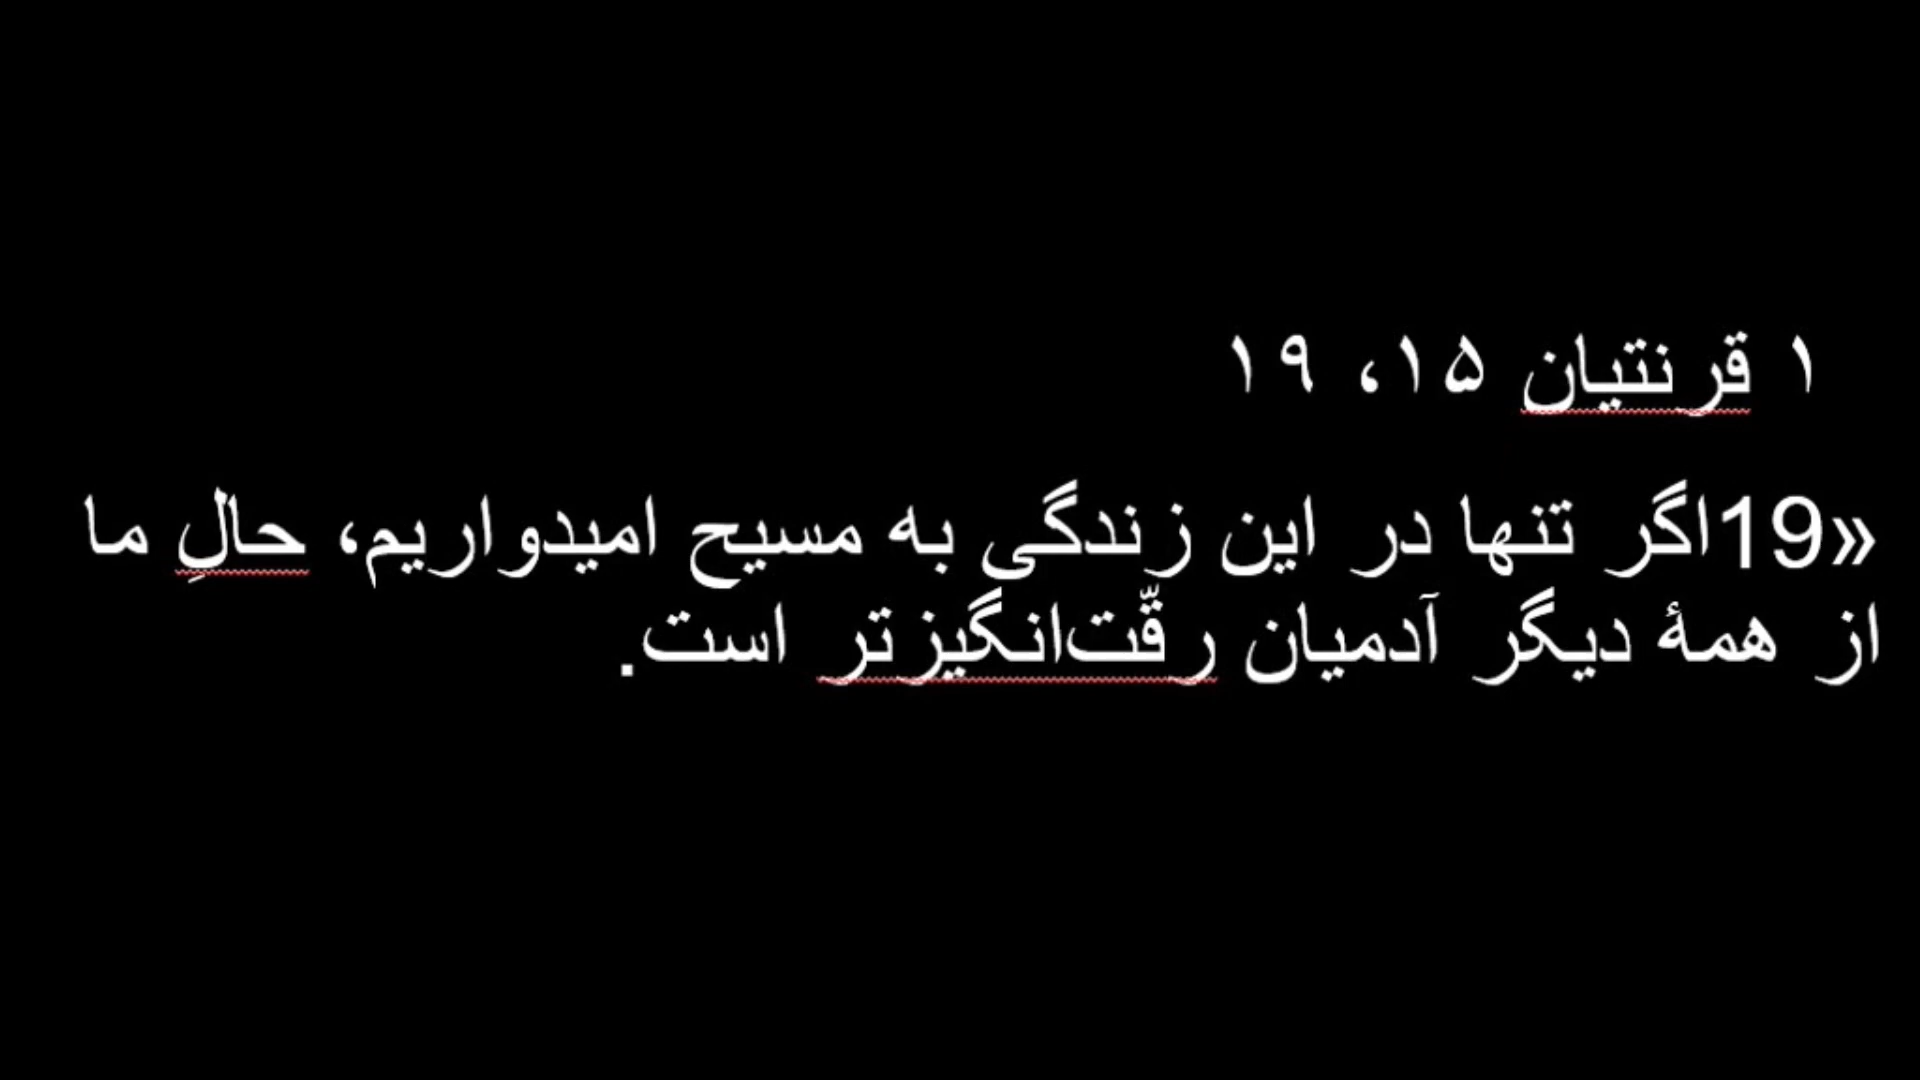 ۱ قرنتیان ۱۵، ۱۹
«19اگر تنها در این زندگی به مسیح امیدواریم، حالِ ما
از همۀ دیگر آدمیان رقّت‌انگیزتر است.